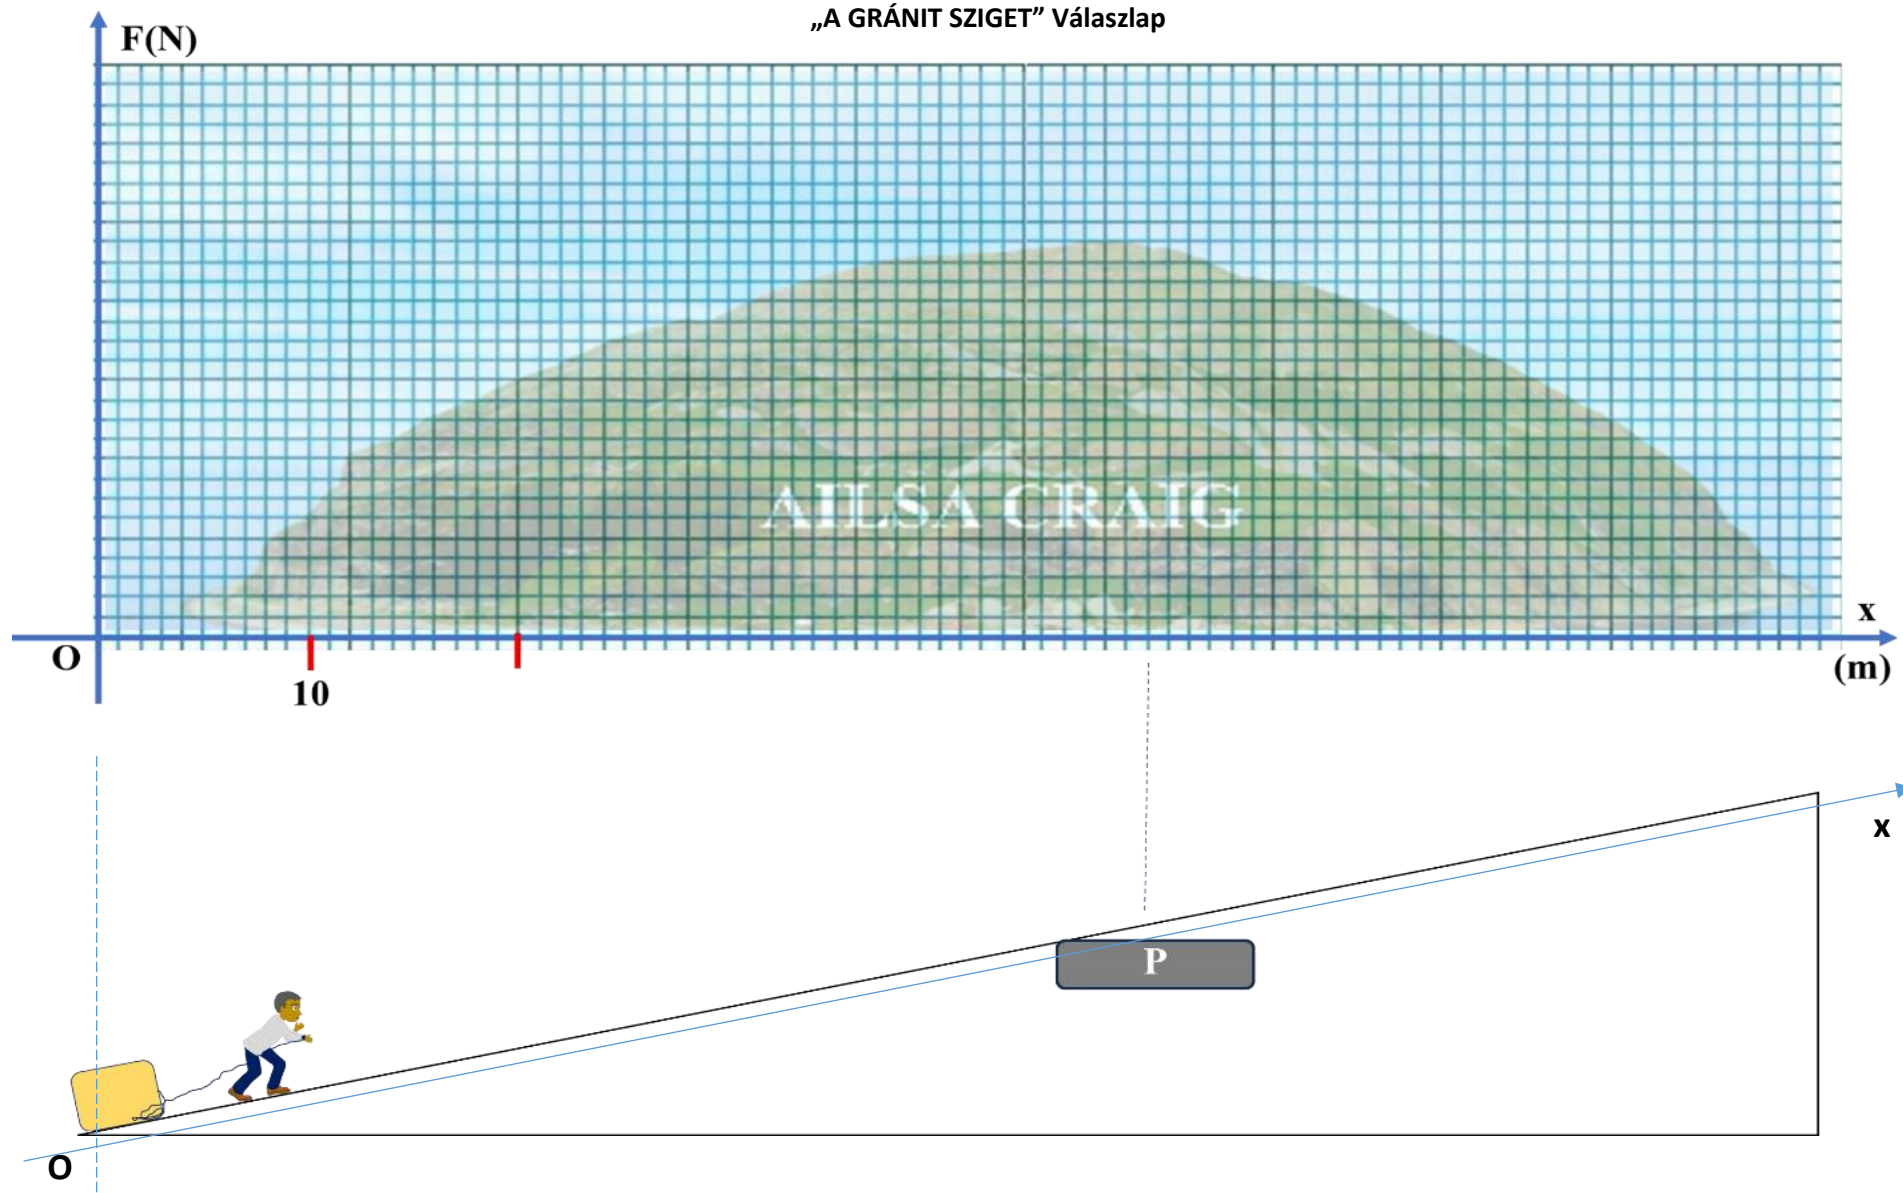 „A GRÁNIT SZIGET” Válaszlap
F(N)
AILSA CRAIG
x
O
(m)
10
x
P
O